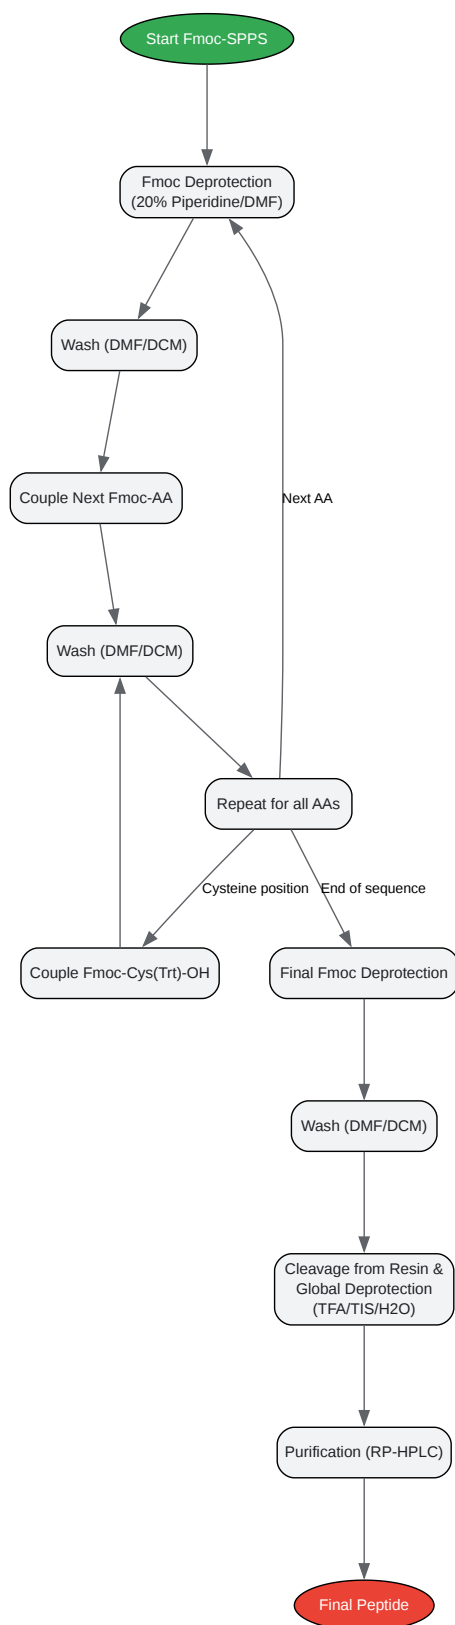 Start Fmoc-SPPS
Fmoc Deprotection
(20% Piperidine/DMF)
Wash (DMF/DCM)
Couple Next Fmoc-AA
Next AA
Wash (DMF/DCM)
Repeat for all AAs
Cysteine position
End of sequence
Couple Fmoc-Cys(Trt)-OH
Final Fmoc Deprotection
Wash (DMF/DCM)
Cleavage from Resin &
Global Deprotection
(TFA/TIS/H2O)
Purification (RP-HPLC)
Final Peptide